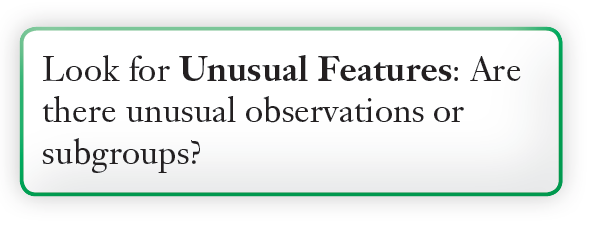 Look for Unusual Features: Are
there unusual observations or
subgroups?